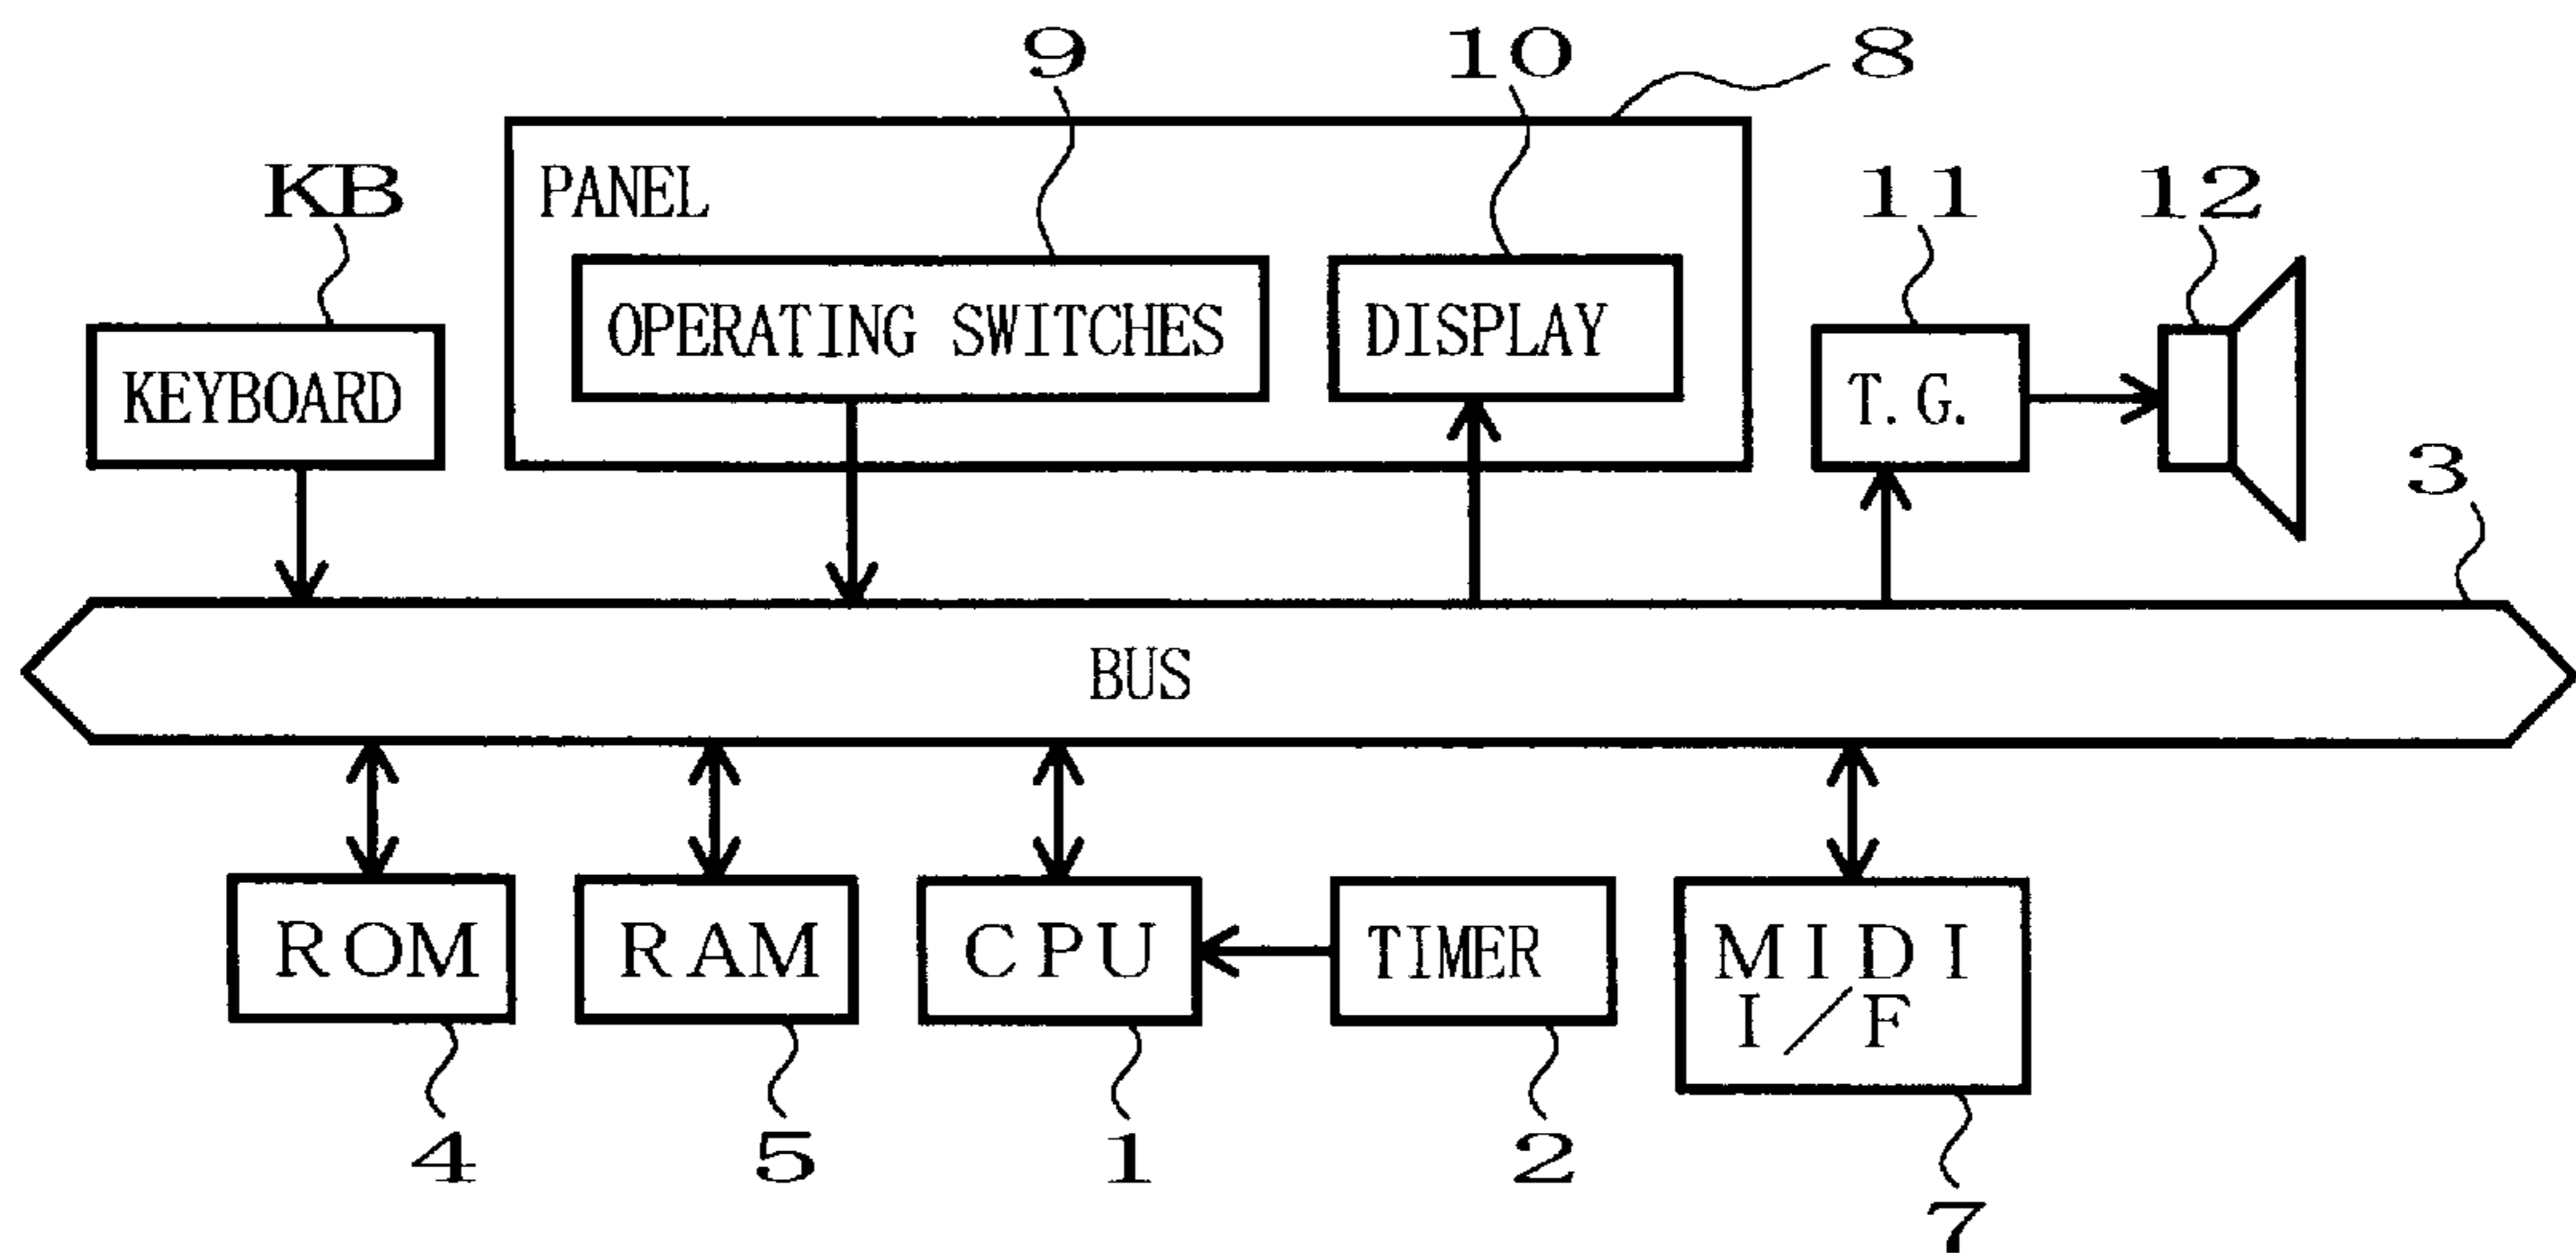 9
10
8
KB
PANEL
11
12
OPERATING SWITCHES
DISPLAY
KEYBOARD
T.G.
3
BUS
ROM
RAM
CPU
TIMER
MIDI
I/F
4
5
1
2
7